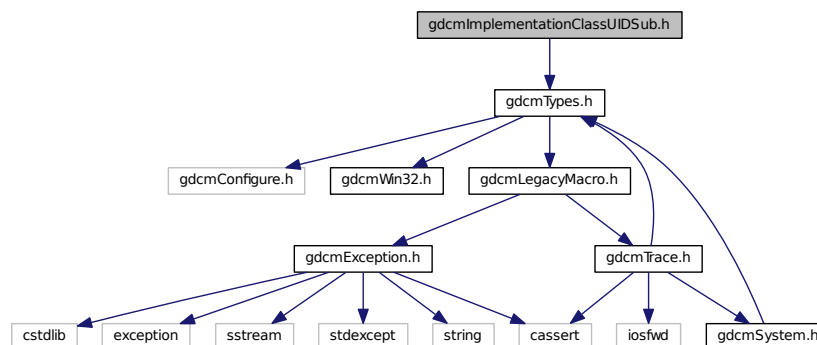 gdcmImplementationClassUIDSub.h
gdcmTypes.h
gdcmConfigure.h
gdcmWin32.h
gdcmLegacyMacro.h
gdcmException.h
gdcmTrace.h
cstdlib
exception
sstream
stdexcept
string
cassert
iosfwd
gdcmSystem.h